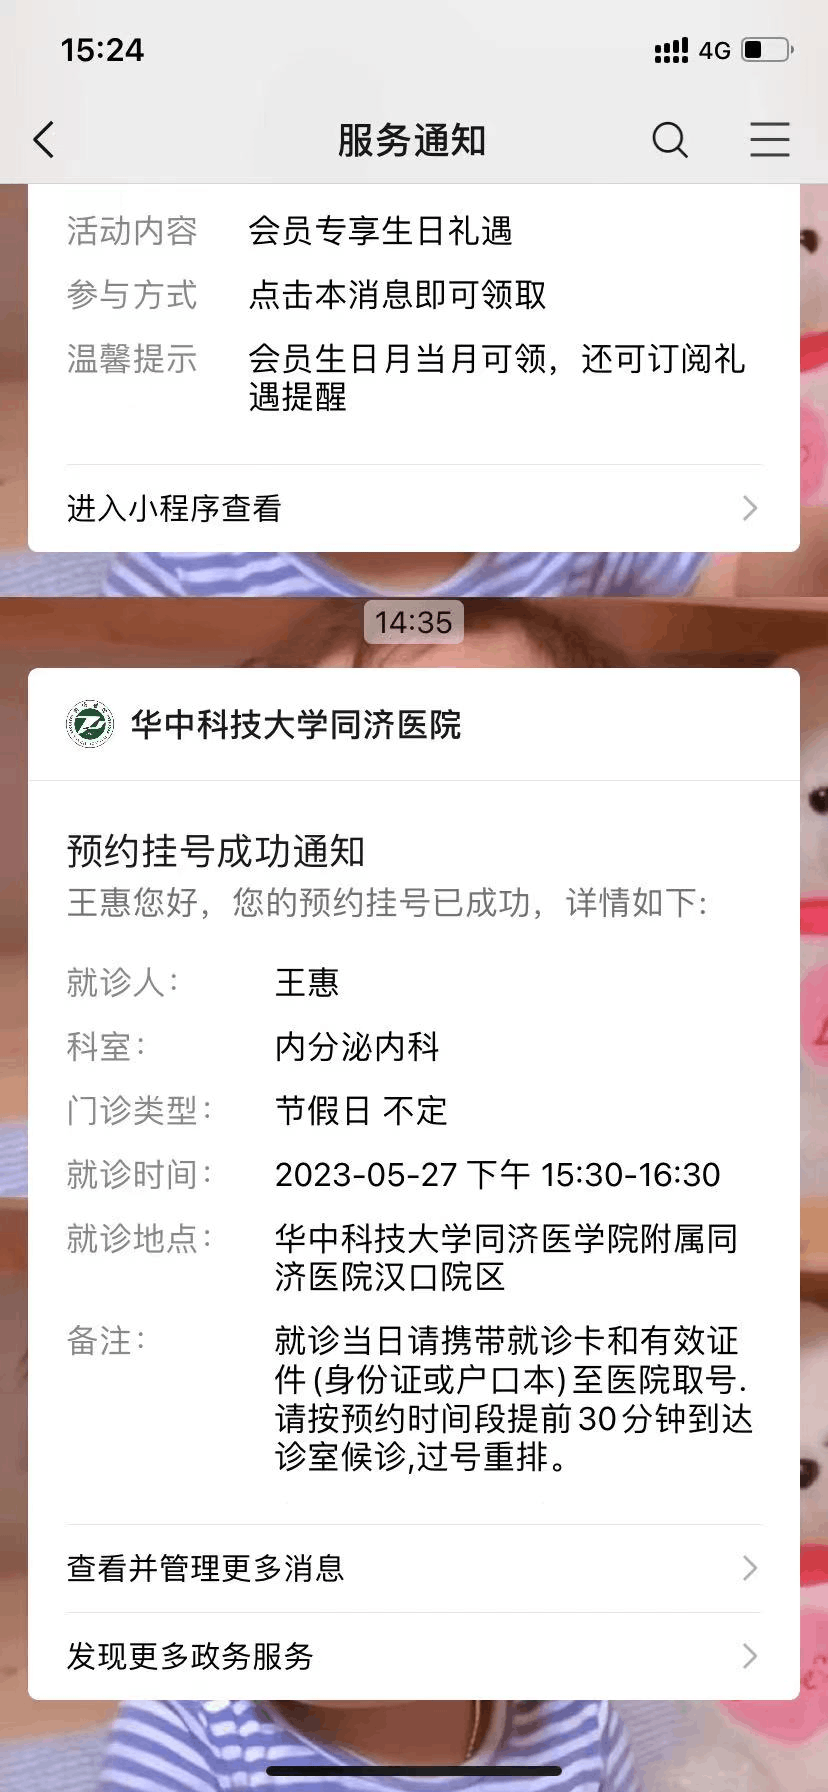 15:24
4G
服务通知
活动内容 会员专享生日礼遇
参与方式 点击本消息即可领取
温馨提示 会员生日月当月可领，还可订阅礼
遇提醒
进入小程序查看
14:35
华中科技大学同济医院
预约挂号成功通知
王惠您好，您的预约挂号已成功，详情如下：
就诊人： 王惠
科室： 内分泌内科
门诊类型： 节假日 不定
就诊时间： 2023-05-27 下午 15:30-16:30
就诊地点： 华中科技大学同济医学院附属同
济医院汉口院区
备注： 就诊当日请携带就诊卡和有效证
件(身份证或户口本)至医院取号.
请按预约时间段提前30分钟到达
诊室候诊,过号重排。
查看并管理更多消息
发现更多政务服务